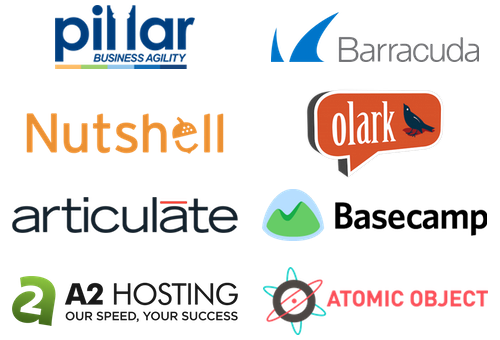 pillar
BUSINESS AGILITY
Barracuda
Nutshell
olark
articulate
Basecamp
A2 HOSTING
OUR SPEED, YOUR SUCCESS
ATOMIC OBJECT